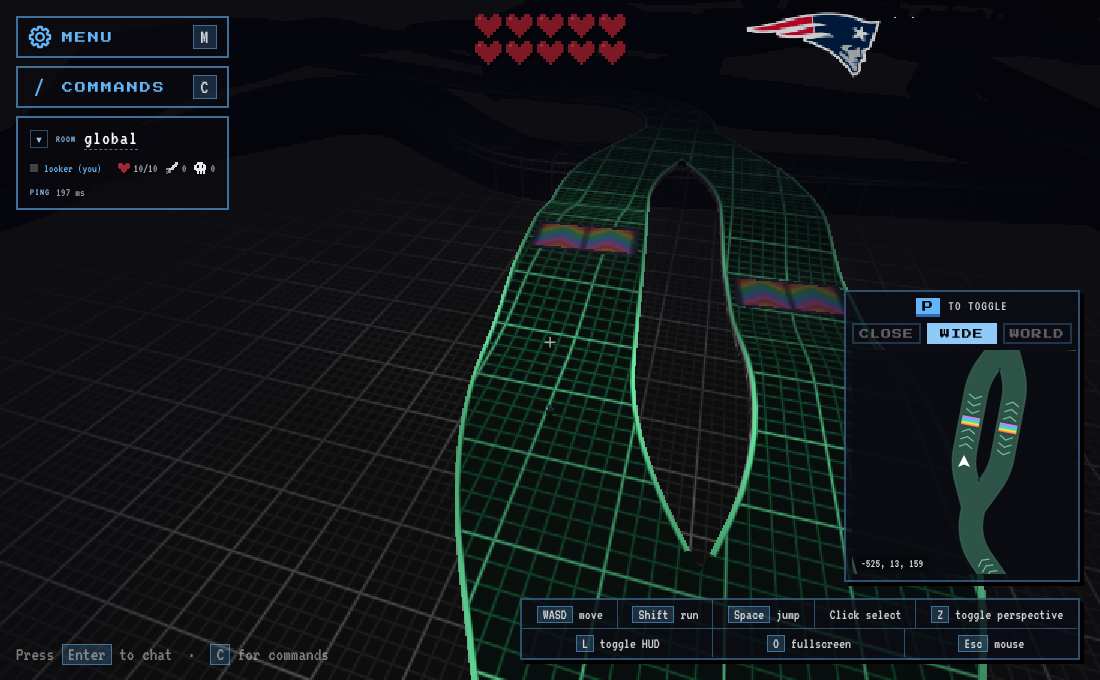 MENU M
/ COMMANDS C
▼ ROOM global
looker (you) 10/10 0 0
PING 197 ms
P TO TOGGLE
CLOSE WIDE WORLD
-525, 13, 159
WASD move Shift run Space jump Click select Z toggle perspective
L toggle HUD O fullscreen Esc mouse
Press Enter to chat · C for commands